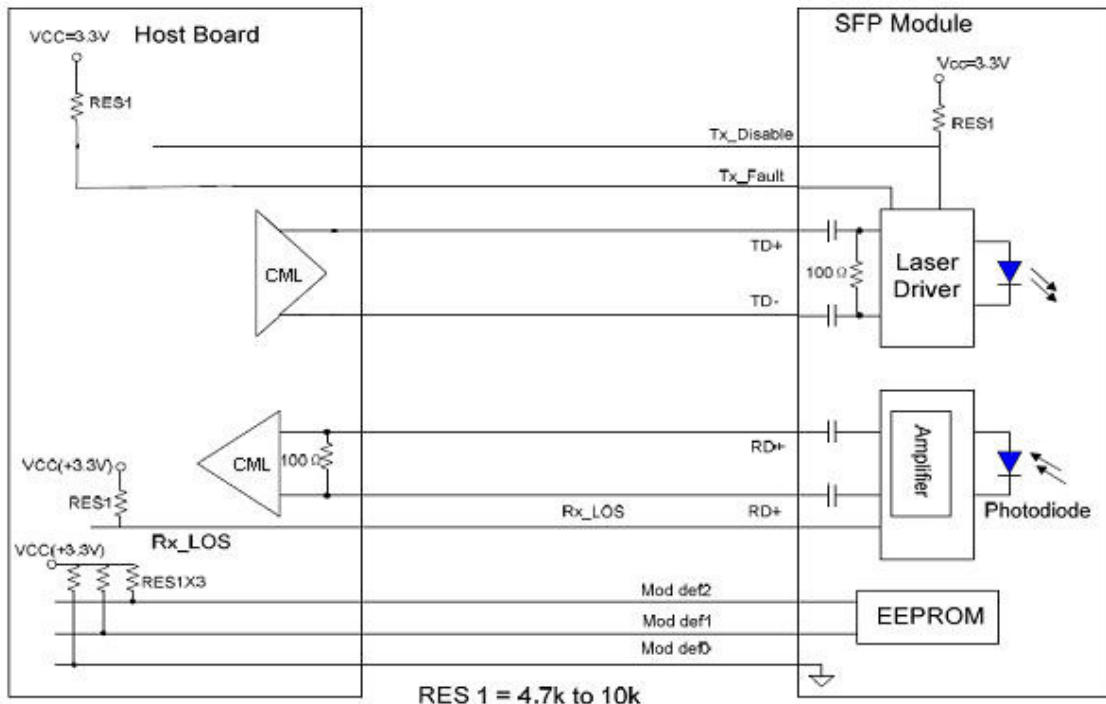 Host Board
SFP Module
VCC=3.3V
Vcc=3.3V
RES1
RES1
Tx_Disable
Tx_Fault
CML
TD+
100 Ω
Laser
Driver
TD-
CML
100 Ω
RD+
Amplifier
VCC(+3.3V)
RES1
Rx_LOS
RD+
Photodiode
Rx_LOS
VCC(+3.3V)
RES1X3
Mod def2
EEPROM
Mod def1
Mod def0
RES 1 = 4.7k to 10k